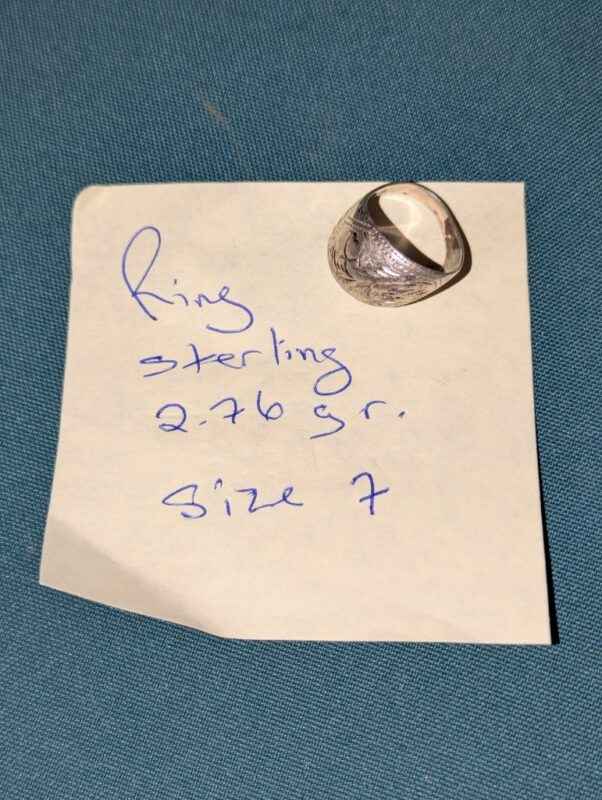 Ring
sterling
2.76 gr.
size 7